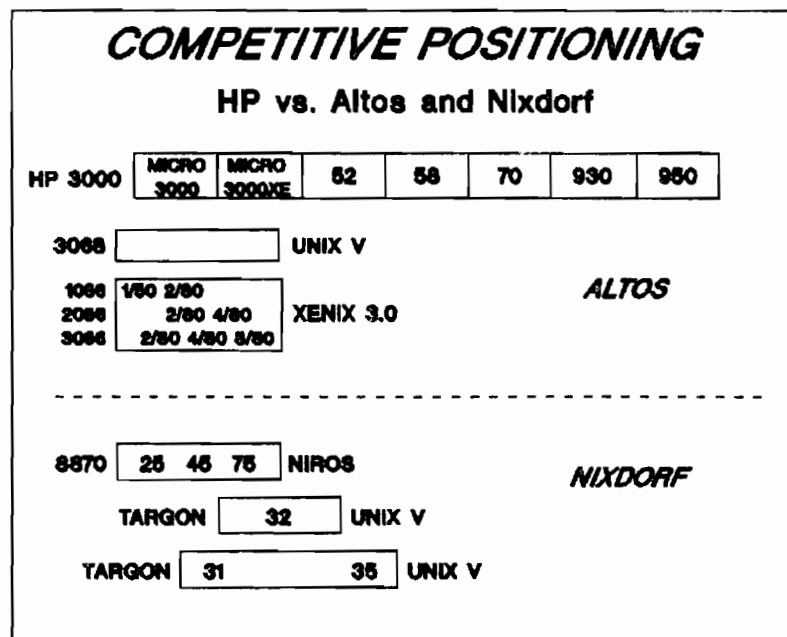 COMPETITIVE POSITIONING
HP vs. Altos and Nixdorf
HP 3000 MICRO 3000 MICRO 3000XE 52 58 70 930 950
3068 UNIX V
ALTOS
1086 1/80 2/80
2086 2/80 4/80 XENIX 3.0
3086 2/80 4/80 8/80
8870 25 45 75 NIROS
NIXDORF
TARGON 32 UNIX V
TARGON 31 35 UNIX V